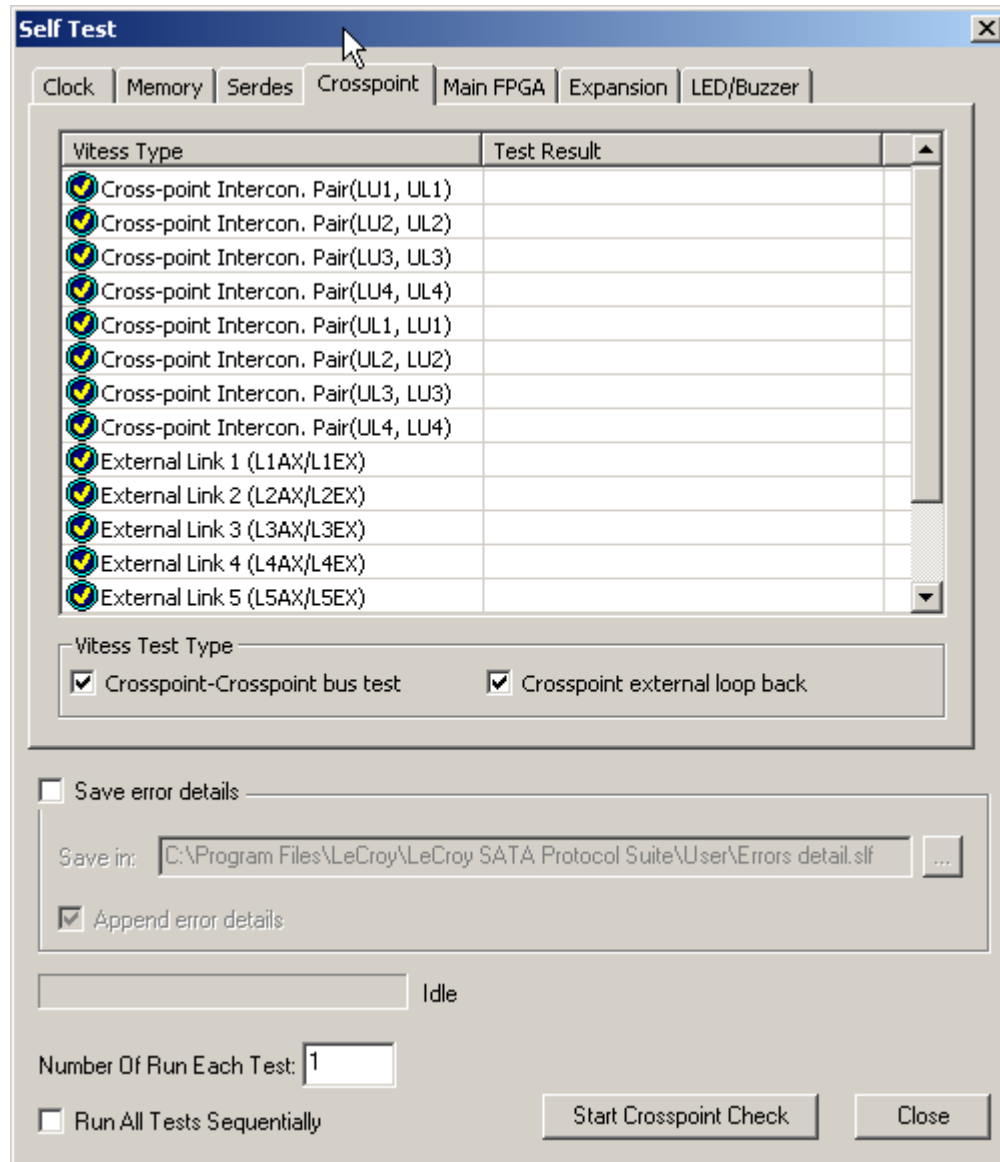 Self Test
Clock Memory Serdes Crosspoint Main FPGA Expansion LED/Buzzer
Vitess Type Test Result
Cross-point Intercon. Pair(LU1, UL1)
Cross-point Intercon. Pair(LU2, UL2)
Cross-point Intercon. Pair(LU3, UL3)
Cross-point Intercon. Pair(LU4, UL4)
Cross-point Intercon. Pair(UL1, LU1)
Cross-point Intercon. Pair(UL2, LU2)
Cross-point Intercon. Pair(UL3, LU3)
Cross-point Intercon. Pair(UL4, LU4)
External Link 1 (L1AX/L1EX)
External Link 2 (L2AX/L2EX)
External Link 3 (L3AX/L3EX)
External Link 4 (L4AX/L4EX)
External Link 5 (L5AX/L5EX)
Vitess Test Type
Crosspoint-Crosspoint bus test Crosspoint external loop back
Save error details
Save in: C:\Program Files\LeCroy\LeCroy SATA Protocol Suite\User\Errors detail.slf ...
Append error details
Idle
Number Of Run Each Test: 1
Run All Tests Sequentially Start Crosspoint Check Close